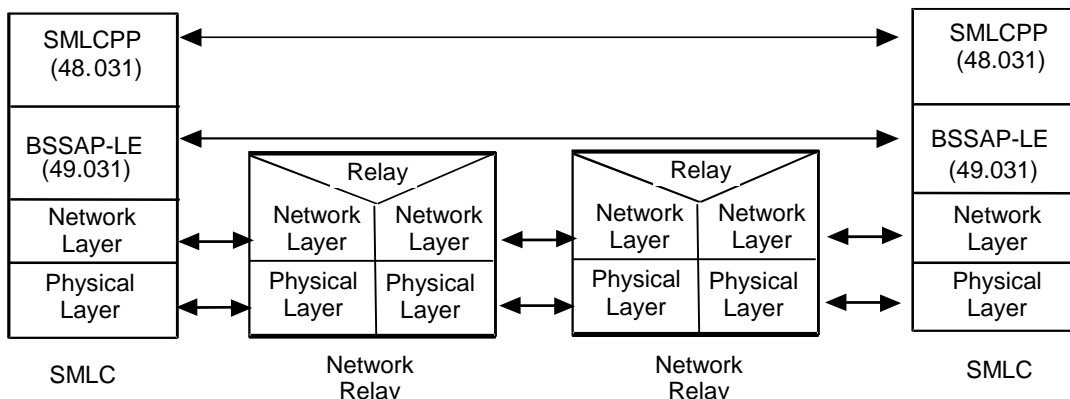 SMLCPP
(48.031)
BSSAP-LE
(49.031)
Network
Layer
Physical
Layer
SMLC
Relay
Network
Layer
Network
Layer
Physical
Layer
Physical
Layer
Network
Relay
Relay
Network
Layer
Network
Layer
Physical
Layer
Physical
Layer
Network
Relay
SMLCPP
(48.031)
BSSAP-LE
(49.031)
Network
Layer
Physical
Layer
SMLC